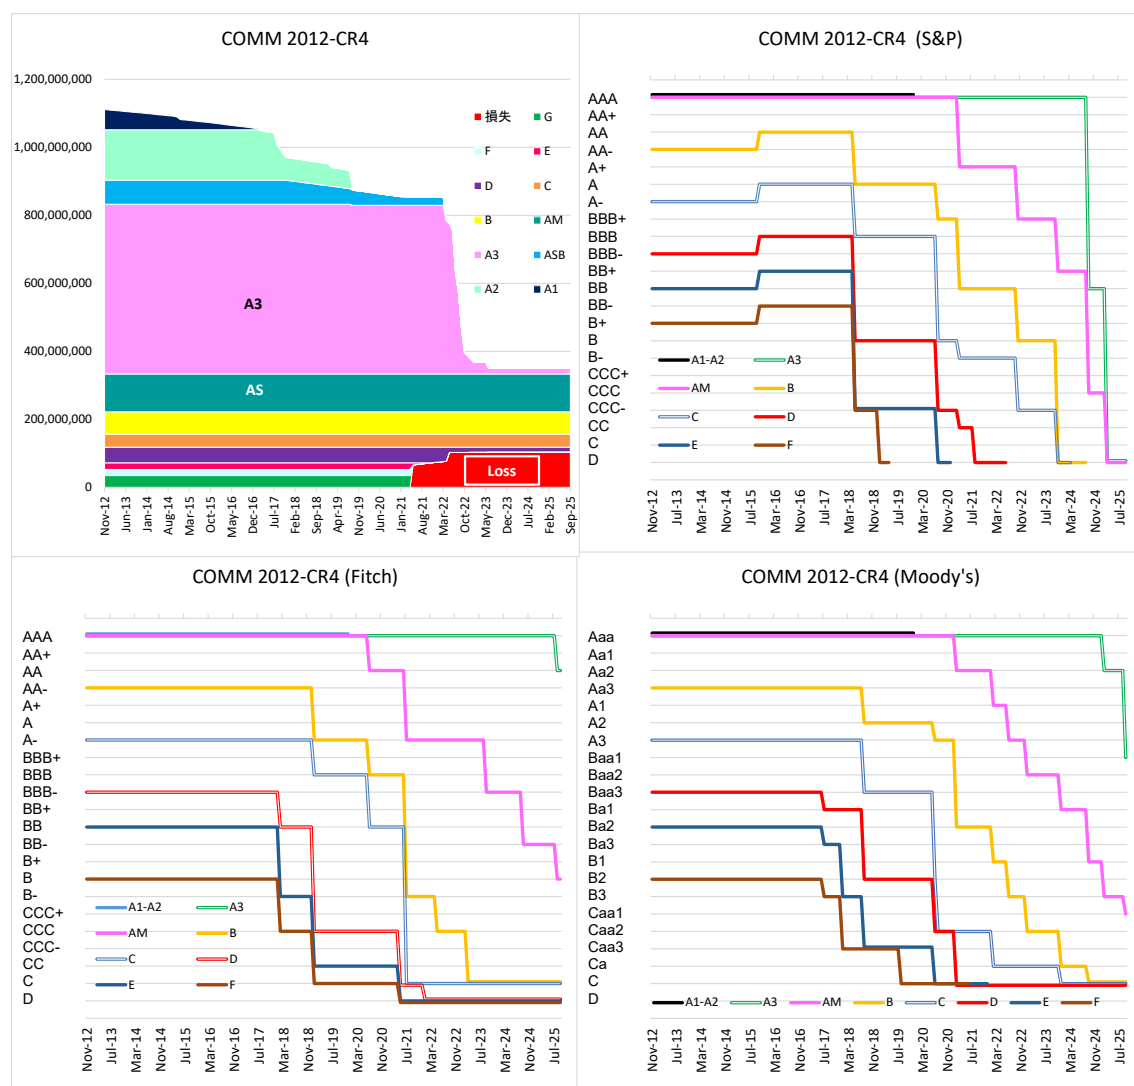 COMM 2012-CR4
1,200,000,000
1,000,000,000
800,000,000
600,000,000
400,000,000
200,000,000
0
損失 G
F E
D C
B AM
A3 ASB
A2 A1
A3
AS
Loss
Nov-12 Jun-13 Jan-14 Aug-14 Mar-15 Oct-15 May-16 Dec-16 Jul-17 Feb-18 Sep-18 Apr-19 Nov-19 Jun-20 Jan-21 Aug-21 Mar-22 Oct-22 May-23 Dec-23 Jul-24 Feb-25 Sep-25
COMM 2012-CR4 (S&P)
AAA
AA+
AA
AA-
A+
A
A-
BBB+
BBB
BBB-
BB+
BB
BB-
B+
B
B-
CCC+
CCC
CCC-
CC
C
D
A1-A2 A3
AM B
C D
E F
Nov-12 Jul-13 Mar-14 Nov-14 Jul-15 Mar-16 Nov-16 Jul-17 Mar-18 Nov-18 Jul-19 Mar-20 Nov-20 Jul-21 Mar-22 Nov-22 Jul-23 Mar-24 Nov-24 Jul-25
COMM 2012-CR4 (Fitch)
AAA
AA+
AA
AA-
A+
A
A-
BBB+
BBB
BBB-
BB+
BB
BB-
B+
B
B-
CCC+
CCC
CCC-
CC
C
D
A1-A2 A3
AM B
C D
E F
Nov-12 Jul-13 Mar-14 Nov-14 Jul-15 Mar-16 Nov-16 Jul-17 Mar-18 Nov-18 Jul-19 Mar-20 Nov-20 Jul-21 Mar-22 Nov-22 Jul-23 Mar-24 Nov-24 Jul-25
COMM 2012-CR4 (Moody's)
Aaa
Aa1
Aa2
Aa3
A1
A2
A3
Baa1
Baa2
Baa3
Ba1
Ba2
Ba3
B1
B2
B3
Caa1
Caa2
Caa3
Ca
C
D
A1-A2 A3 AM B C D E F
Nov-12 Jul-13 Mar-14 Nov-14 Jul-15 Mar-16 Nov-16 Jul-17 Mar-18 Nov-18 Jul-19 Mar-20 Nov-20 Jul-21 Mar-22 Nov-22 Jul-23 Mar-24 Nov-24 Jul-25